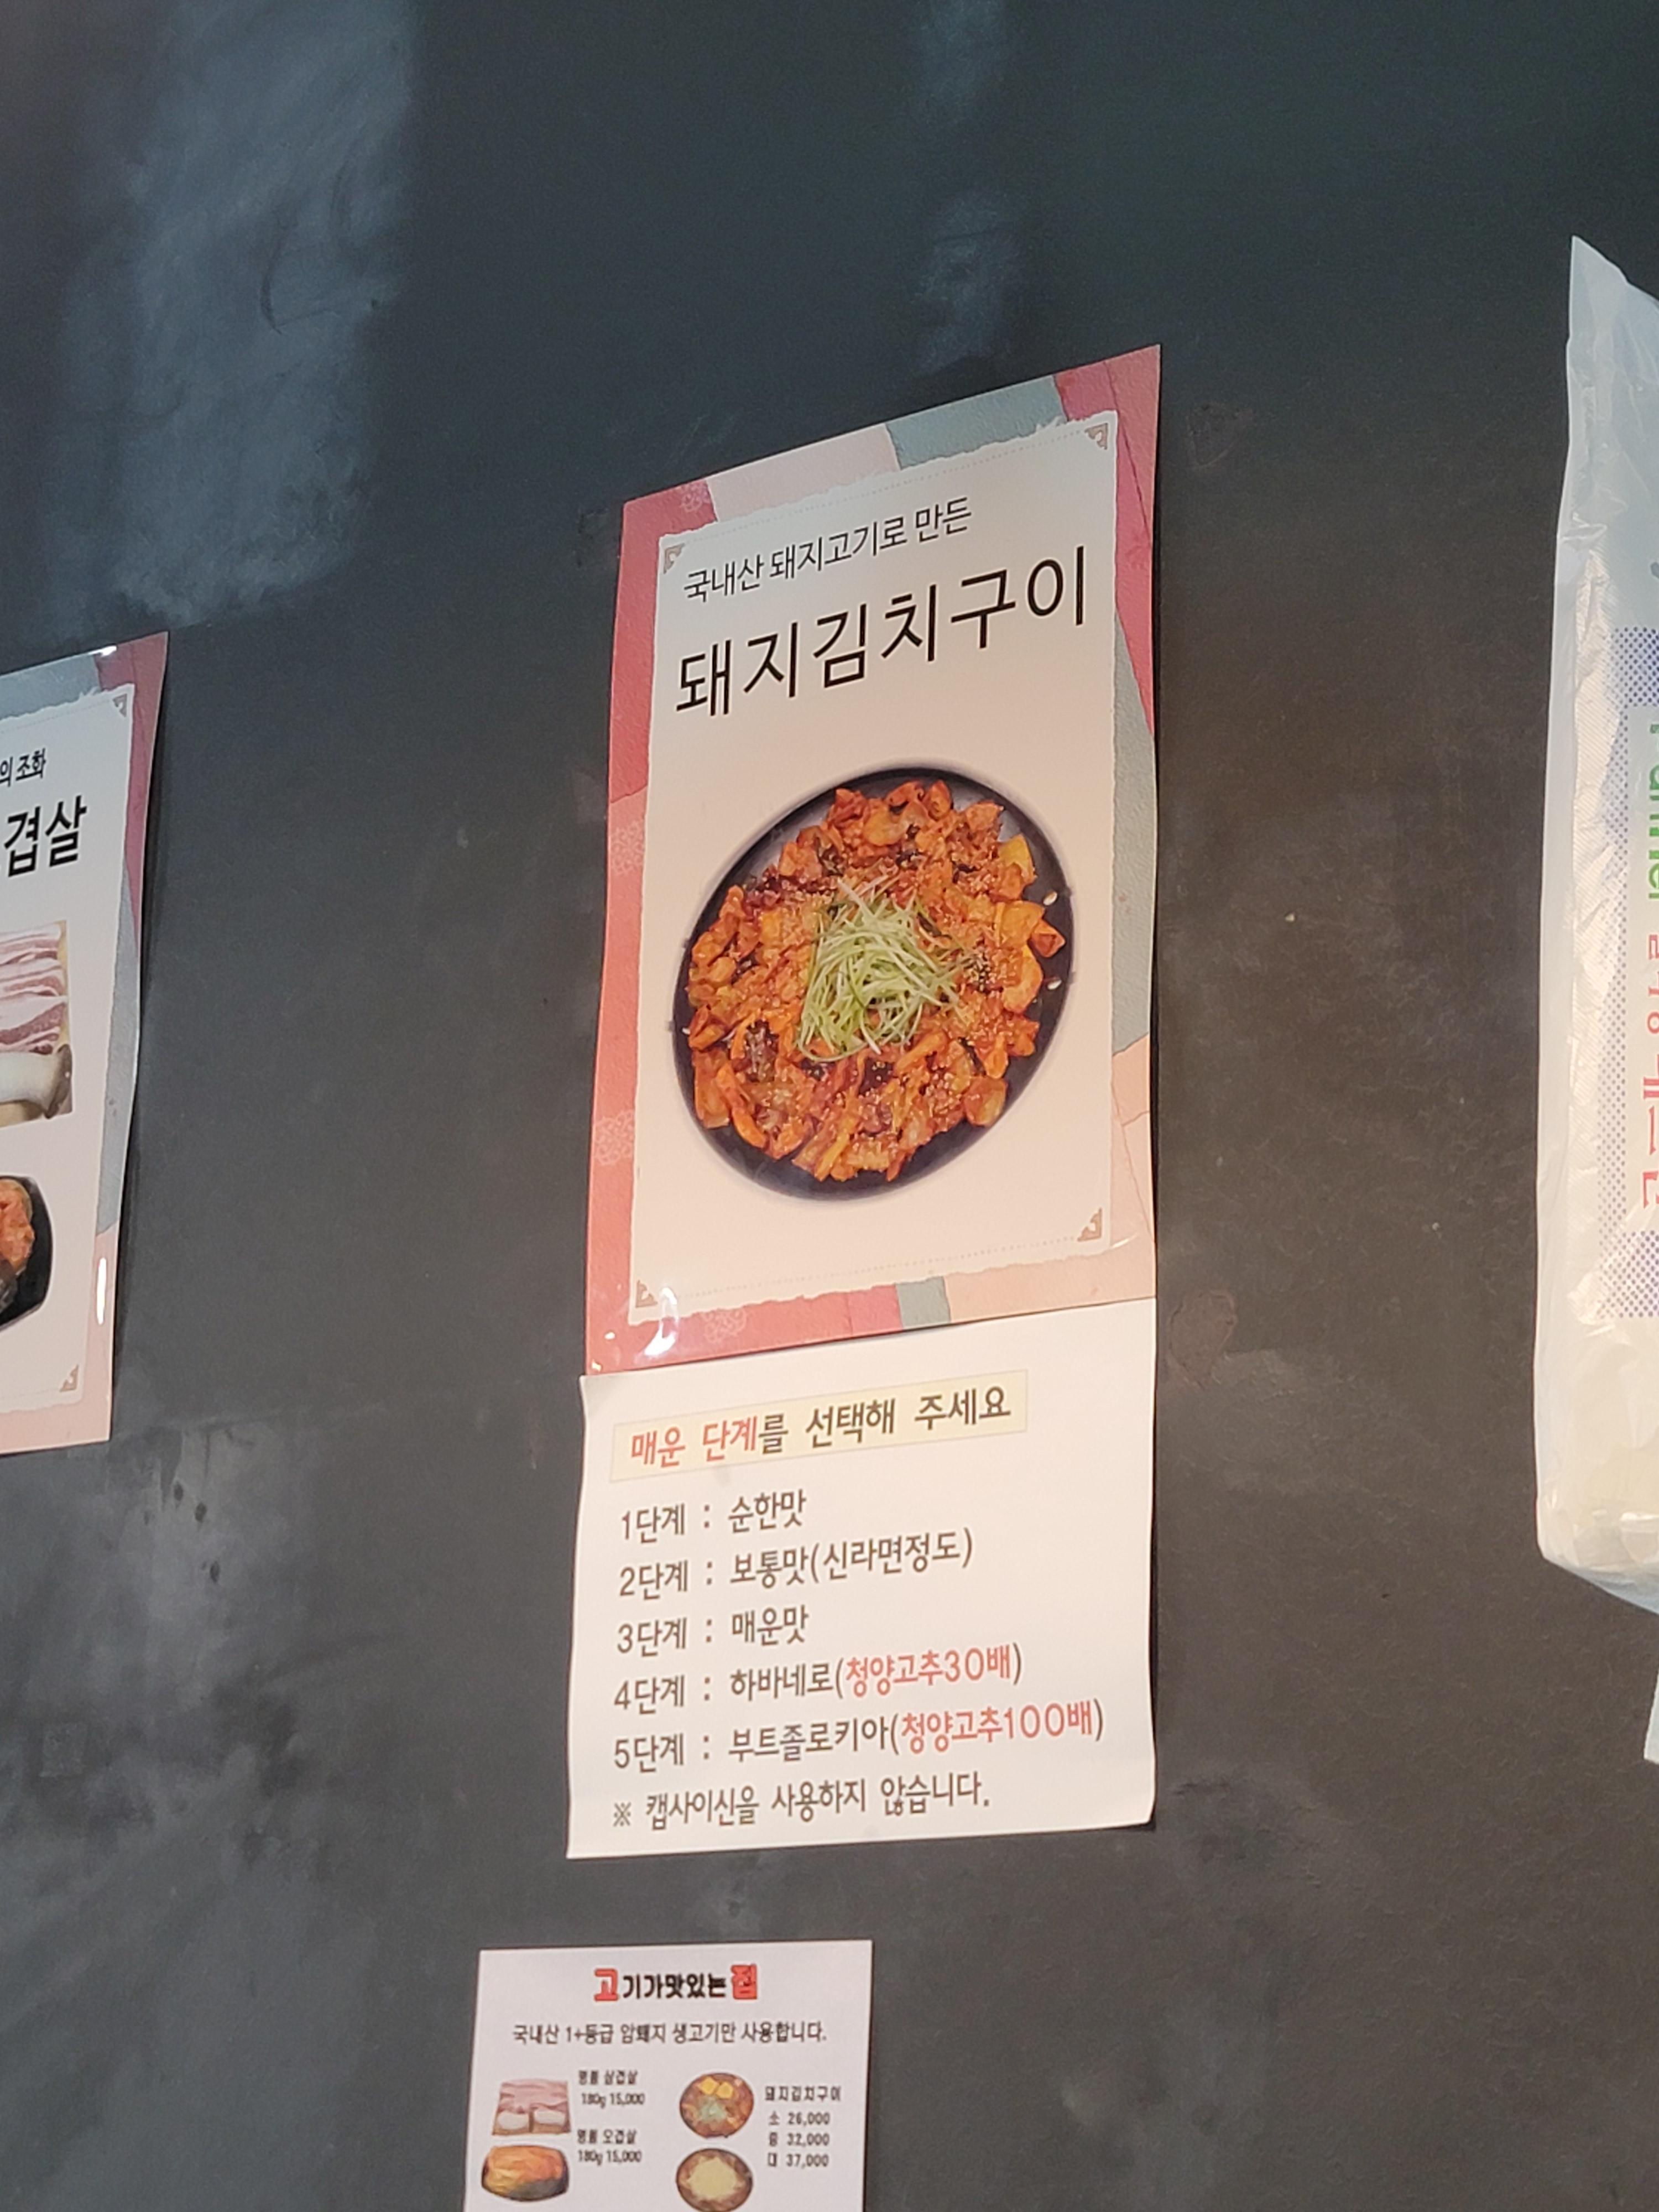 의 조화
겹살
국내산 돼지고기로 만든
돼지김치구이
매운 단계를 선택해 주세요
1단계 : 순한맛
2단계 : 보통맛(신라면정도)
3단계 : 매운맛
4단계 : 하바네로(청양고추30배)
5단계 : 부트졸로키아(청양고추100배)
※ 캡사이신을 사용하지 않습니다.
고기가맛있는집
국내산 1+등급 암퇘지 생고기만 사용합니다.
명품 삼겹살
180g 15,000
명품 오겹살
180g 15,000
돼지김치구이
소 26,000
중 32,000
대 37,000